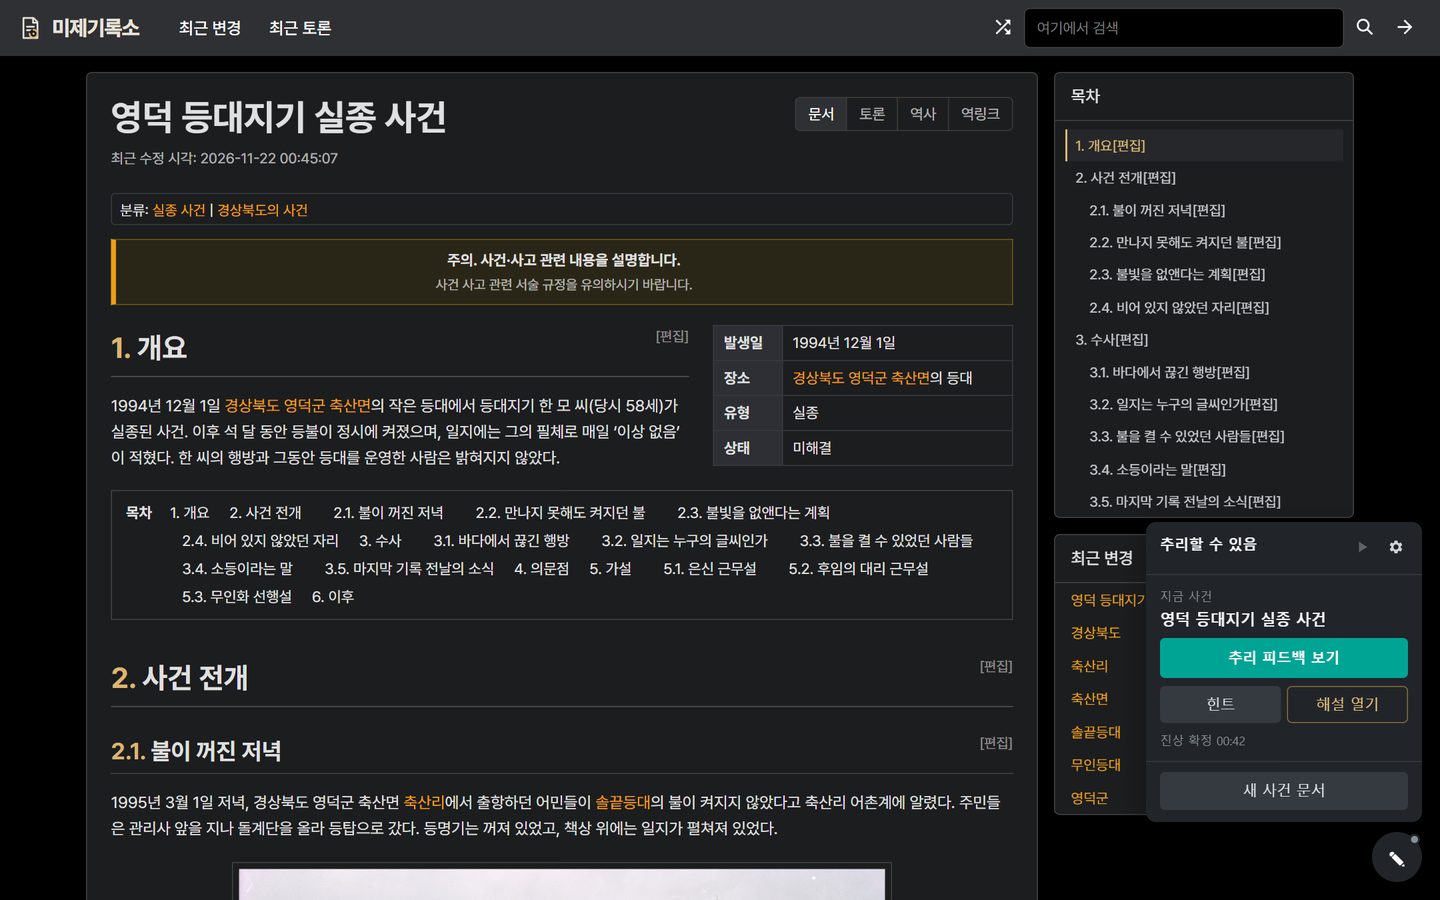 미제기록소 최근 변경 최근 토론 여기에서 검색
영덕 등대지기 실종 사건
문서 토론 역사 역링크
최근 수정 시각: 2026-11-22 00:45:07
분류: 실종 사건 | 경상북도의 사건
주의. 사건·사고 관련 내용을 설명합니다.
사건 사고 관련 서술 규정을 유의하시기 바랍니다.
1. 개요
[편집]
1994년 12월 1일 경상북도 영덕군 축산면의 작은 등대에서 등대지기 한 모 씨(당시 58세)가
실종된 사건. 이후 석 달 동안 등불이 정시에 켜졌으며, 일지에는 그의 필체로 매일 ‘이상 없음’
이 적혔다. 한 씨의 행방과 그동안 등대를 운영한 사람은 밝혀지지 않았다.
발생일 1994년 12월 1일
장소 경상북도 영덕군 축산면의 등대
유형 실종
상태 미해결
목차 1. 개요 2. 사건 전개 2.1. 불이 꺼진 저녁 2.2. 만나지 못해도 켜지던 불 2.3. 불빛을 없앤다는 계획
2.4. 비어 있지 않았던 자리 3. 수사 3.1. 바다에서 끊긴 행방 3.2. 일지는 누구의 글씨인가 3.3. 불을 켤 수 있었던 사람들
3.4. 소등이라는 말 3.5. 마지막 기록 전날의 소식 4. 의문점 5. 가설 5.1. 은신 근무설 5.2. 후임의 대리 근무설
5.3. 무인화 선행설 6. 이후
2. 사건 전개
[편집]
2.1. 불이 꺼진 저녁
[편집]
1995년 3월 1일 저녁, 경상북도 영덕군 축산면 축산리에서 출항하던 어민들이 솔끝등대의 불이 켜지지 않았다고 축산리 어촌계에 알렸다. 주민들
은 관리사 앞을 지나 돌계단을 올라 등탑으로 갔다. 등명기는 꺼져 있었고, 책상 위에는 일지가 펼쳐져 있었다.
목차
1. 개요[편집]
2. 사건 전개[편집]
2.1. 불이 꺼진 저녁[편집]
2.2. 만나지 못해도 켜지던 불[편집]
2.3. 불빛을 없앤다는 계획[편집]
2.4. 비어 있지 않았던 자리[편집]
3. 수사[편집]
3.1. 바다에서 끊긴 행방[편집]
3.2. 일지는 누구의 글씨인가[편집]
3.3. 불을 켤 수 있었던 사람들[편집]
3.4. 소등이라는 말[편집]
3.5. 마지막 기록 전날의 소식[편집]
최근 변경
영덕 등대지기
경상북도
축산리
축산면
솔끝등대
무인등대
영덕군
추리할 수 있음
지금 사건
영덕 등대지기 실종 사건
추리 피드백 보기
힌트 해설 열기
진상 확정 00:42
새 사건 문서